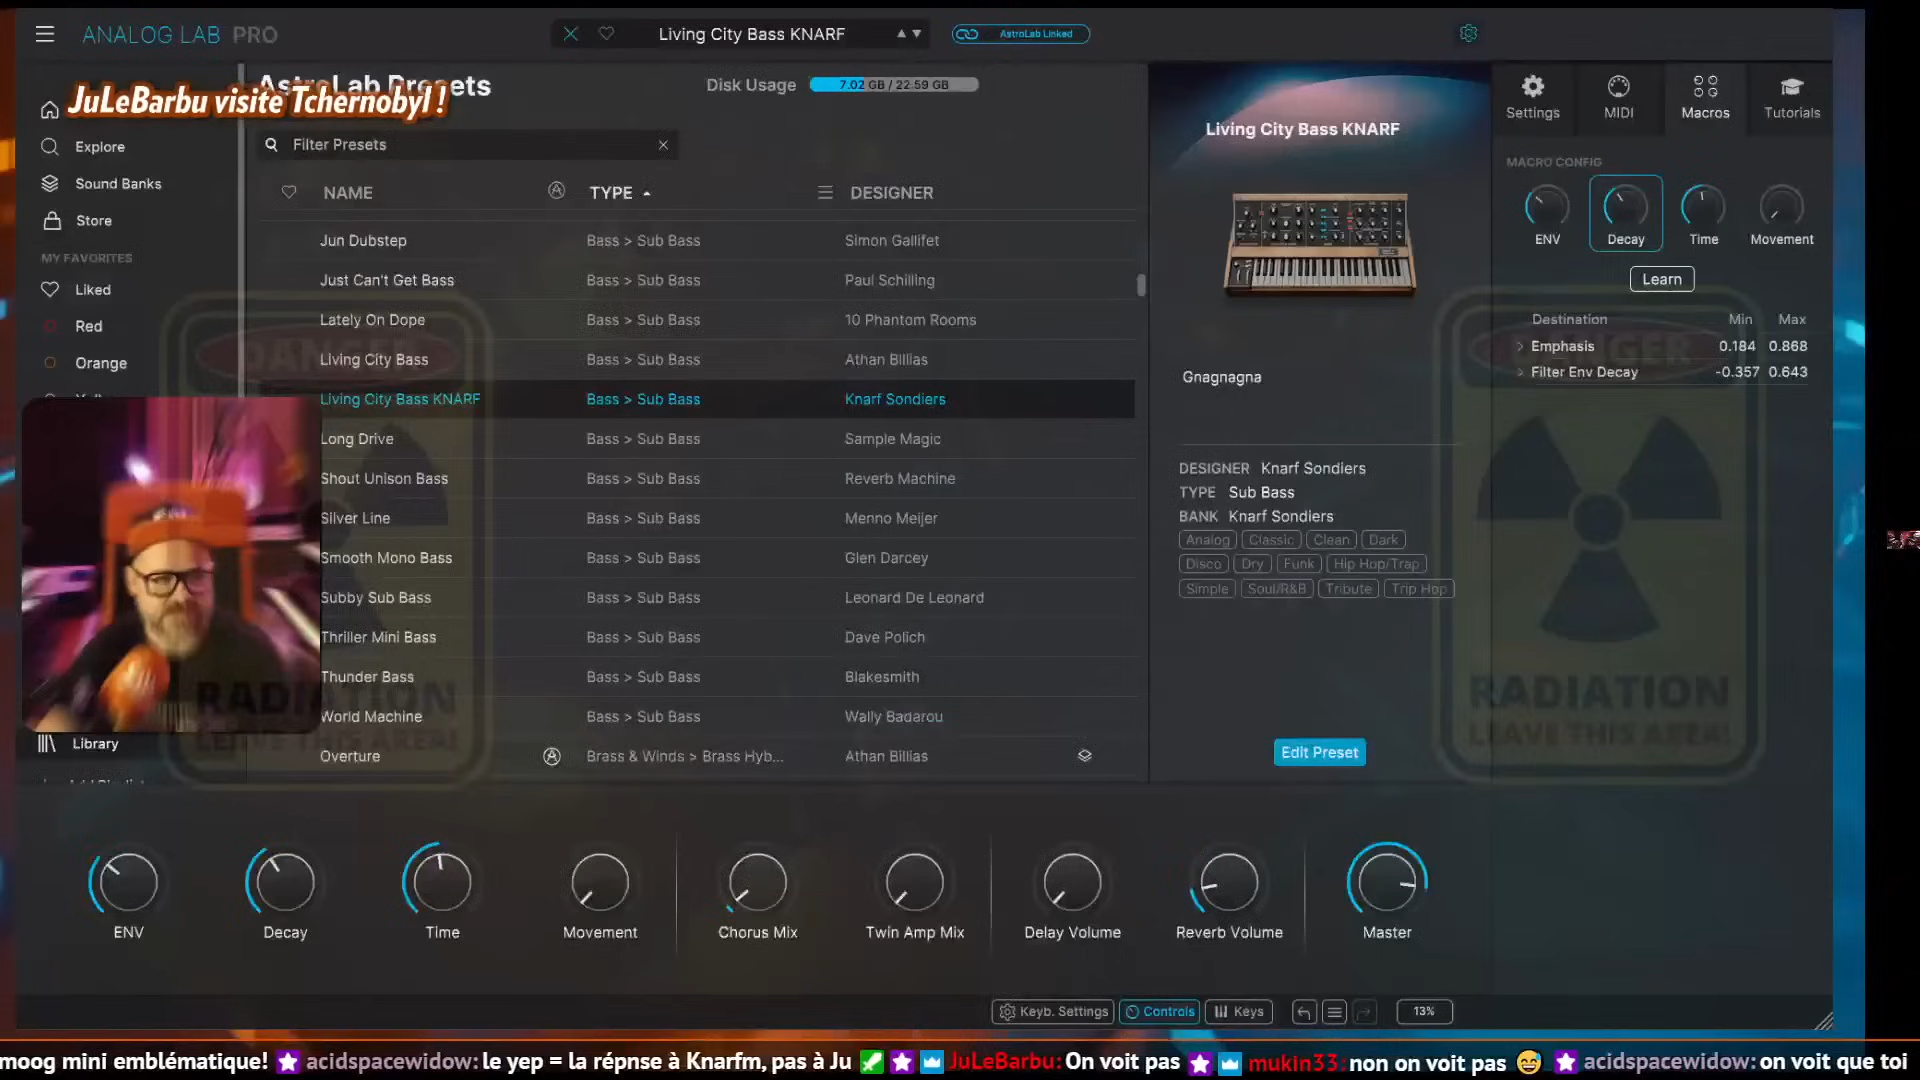 ANALOG LAB PRO
Living City Bass KNARF
AstroLab Linked
JuLeBarbu visite Tchernobyl !
AstroLab Presets
Disk Usage
7.02 GB / 22.59 GB
Filter Presets
Explore
Sound Banks
Store
MY FAVORITES
Liked
Red
Orange
Library
NAME
TYPE
DESIGNER
Jun Dubstep
Bass > Sub Bass
Simon Gallifet
Just Can't Get Bass
Bass > Sub Bass
Paul Schilling
Lately On Dope
Bass > Sub Bass
10 Phantom Rooms
Living City Bass
Bass > Sub Bass
Athan Billias
Living City Bass KNARF
Bass > Sub Bass
Knarf Sondiers
Long Drive
Bass > Sub Bass
Sample Magic
Shout Unison Bass
Bass > Sub Bass
Reverb Machine
Silver Line
Bass > Sub Bass
Menno Meijer
Smooth Mono Bass
Bass > Sub Bass
Glen Darcey
Subby Sub Bass
Bass > Sub Bass
Leonard De Leonard
Thriller Mini Bass
Bass > Sub Bass
Dave Polich
Thunder Bass
Bass > Sub Bass
Blakesmith
World Machine
Bass > Sub Bass
Wally Badarou
Overture
Brass & Winds > Brass Hyb...
Athan Billias
DANGER
RADIATION
LEAVE THIS AREA!
Living City Bass KNARF
Gnagnagna
DESIGNER Knarf Sondiers
TYPE Sub Bass
BANK Knarf Sondiers
Analog Classic Clean Dark
Disco Dry Funk Hip Hop/Trap
Simple Soul/R&B Tribute Trip Hop
Edit Preset
Settings
MIDI
Macros
Tutorials
MACRO CONFIG
ENV
Decay
Time
Movement
Learn
Destination Min Max
Emphasis 0.184 0.868
Filter Env Decay -0.357 0.643
DANGER
RADIATION
LEAVE THIS AREA!
ENV
Decay
Time
Movement
Chorus Mix
Twin Amp Mix
Delay Volume
Reverb Volume
Master
Keyb. Settings
Controls
Keys
13%
moog mini emblématique! acidspacewidow: le yep = la répnse à Knarfm, pas à Ju JuLeBarbu: On voit pas mukin33: non on voit pas acidspacewidow: on voit que toi